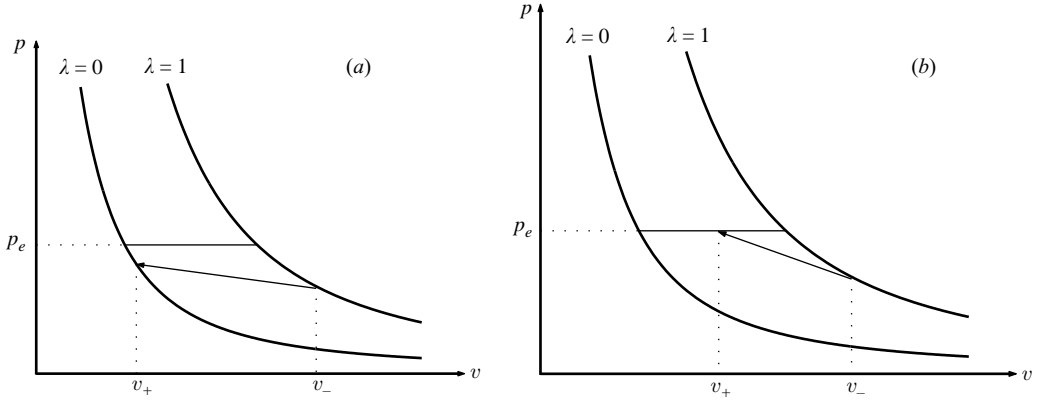 p
λ = 0
λ = 1
(a)
p_e
v_+
v_−
v
p
λ = 0
λ = 1
(b)
p_e
v_+
v_−
v